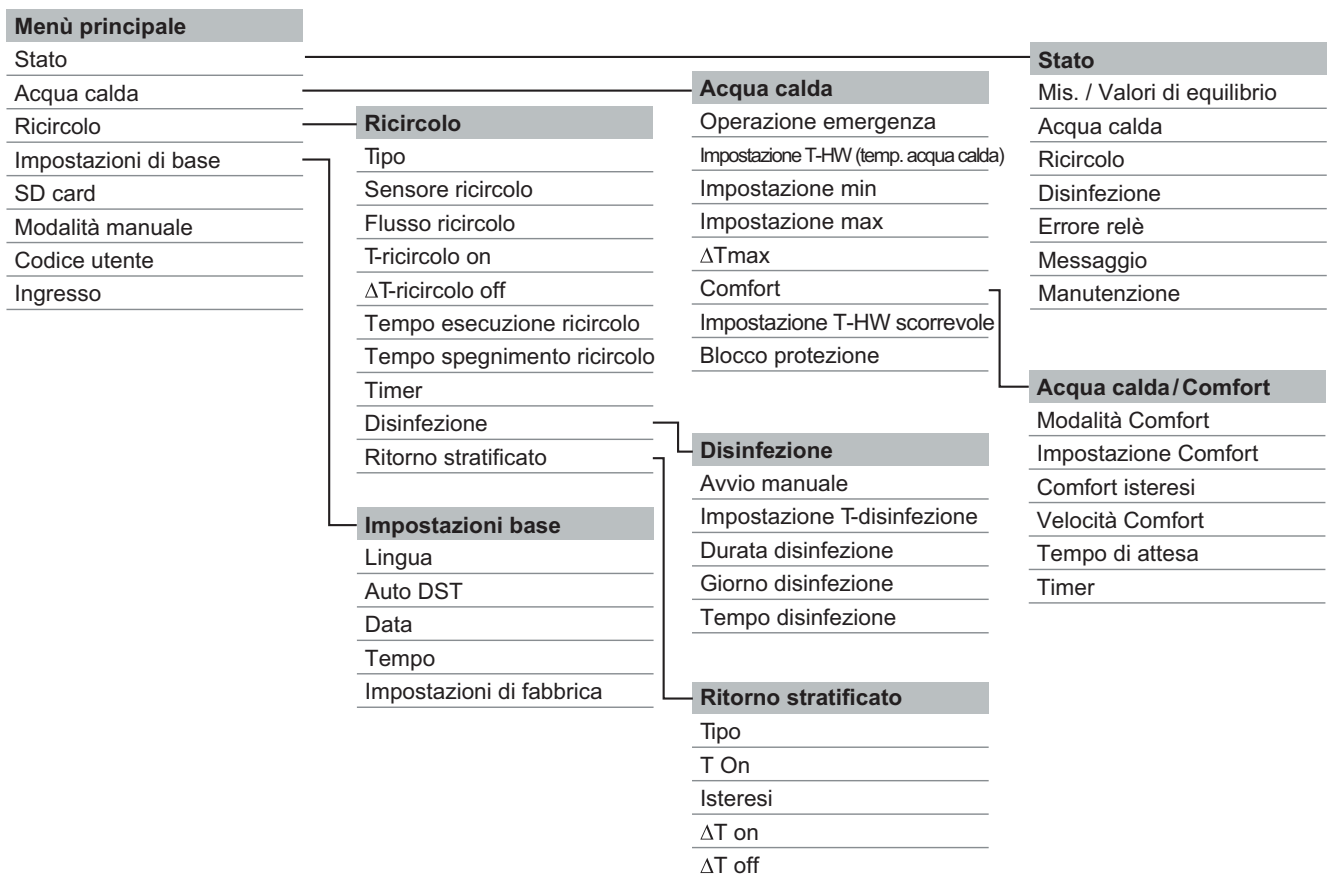 Menù principale
Stato
Acqua calda
Ricircolo
Impostazioni di base
SD card
Modalità manuale
Codice utente
Ingresso
Ricircolo
Tipo
Sensore ricircolo
Flusso ricircolo
T-ricircolo on
ΔT-ricircolo off
Tempo esecuzione ricircolo
Tempo spegnimento ricircolo
Timer
Disinfezione
Ritorno stratificato
Impostazioni base
Lingua
Auto DST
Data
Tempo
Impostazioni di fabbrica
Acqua calda
Operazione emergenza
Impostazione T-HW (temp. acqua calda)
Impostazione min
Impostazione max
ΔTmax
Comfort
Impostazione T-HW scorrevole
Blocco protezione
Disinfezione
Avvio manuale
Impostazione T-disinfezione
Durata disinfezione
Giorno disinfezione
Tempo disinfezione
Ritorno stratificato
Tipo
T On
Isteresi
ΔT on
ΔT off
Stato
Mis. / Valori di equilibrio
Acqua calda
Ricircolo
Disinfezione
Errore relè
Messaggio
Manutenzione
Acqua calda/Comfort
Modalità Comfort
Impostazione Comfort
Comfort isteresi
Velocità Comfort
Tempo di attesa
Timer